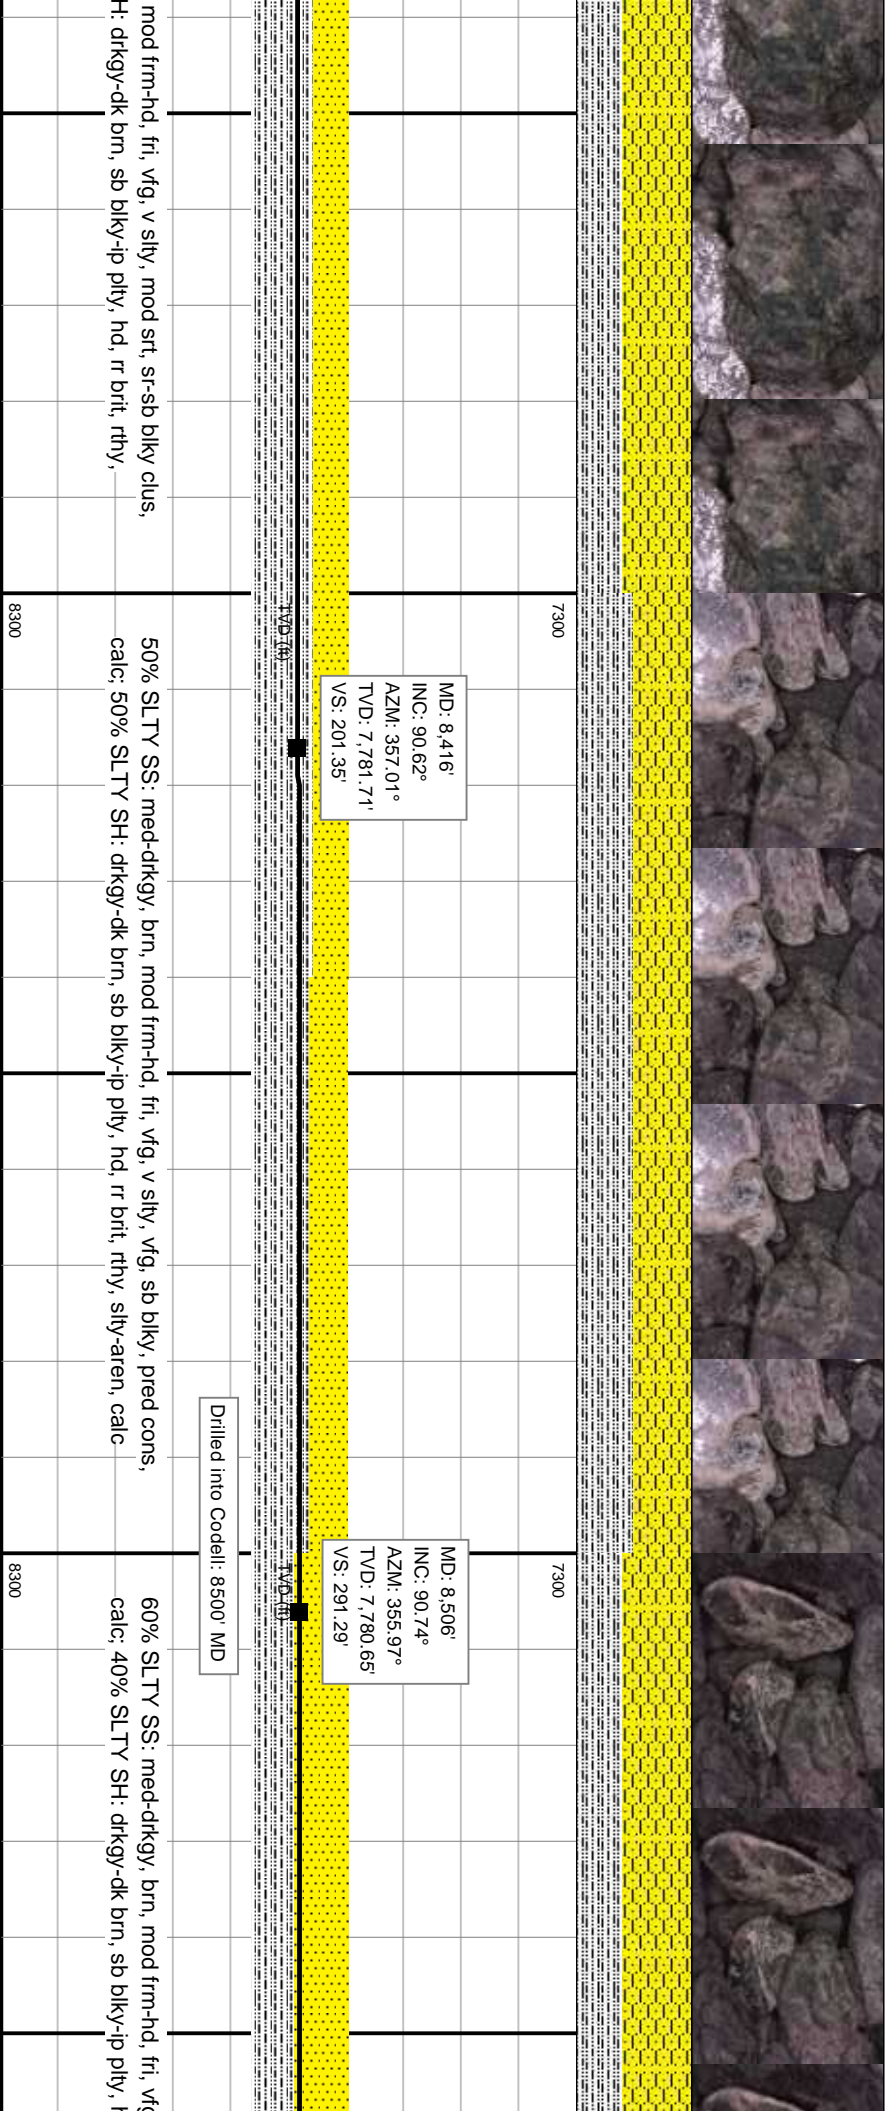 mod frm-hd, fri, vfg, v slty, mod srt, sr-sb blky clus,
H: drkgy-dk brn, sb blky-ip plty, hd, rr brit, rthy,
7300
TVD (ft)
8300
MD: 8,416'
INC: 90.62°
AZM: 357.01°
TVD: 7,781.71'
VS: 201.35'
50% SLTY SS: med-drkgy, brn, mod frm-hd, fri, vfg, v slty, vfg, sb blky, pred cons,
calc; 50% SLTY SH: drkgy-dk brn, sb blky-ip plty, hd, rr brit, rthy, slty-aren, calc
Drilled into Codell: 8500' MD
7300
TVD (ft)
8300
MD: 8,506'
INC: 90.74°
AZM: 355.97°
TVD: 7,780.65'
VS: 291.29'
60% SLTY SS: med-drkgy, brn, mod frm-hd, fri, vfg
calc; 40% SLTY SH: drkgy-dk brn, sb blky-ip plty,